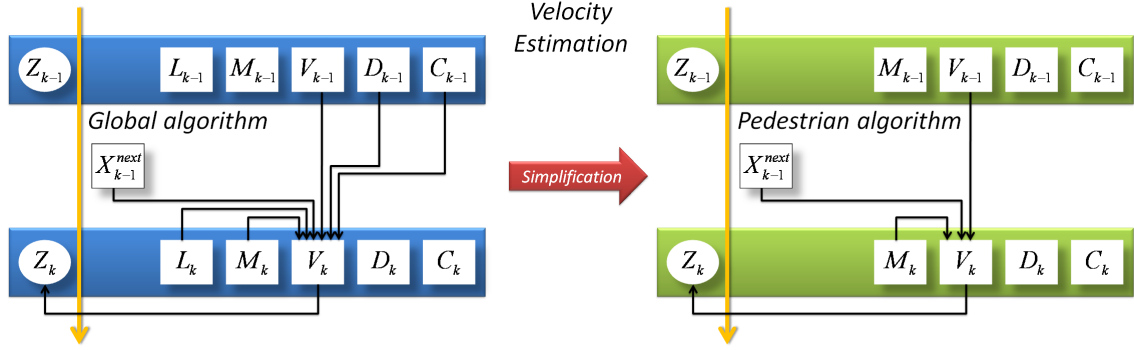 Velocity
Estimation
Z_{k-1} L_{k-1} M_{k-1} V_{k-1} D_{k-1} C_{k-1}
Global algorithm
X_{k-1}^{next}
Z_k L_k M_k V_k D_k C_k
Simplification
Z_{k-1} M_{k-1} V_{k-1} D_{k-1} C_{k-1}
Pedestrian algorithm
X_{k-1}^{next}
Z_k M_k V_k D_k C_k